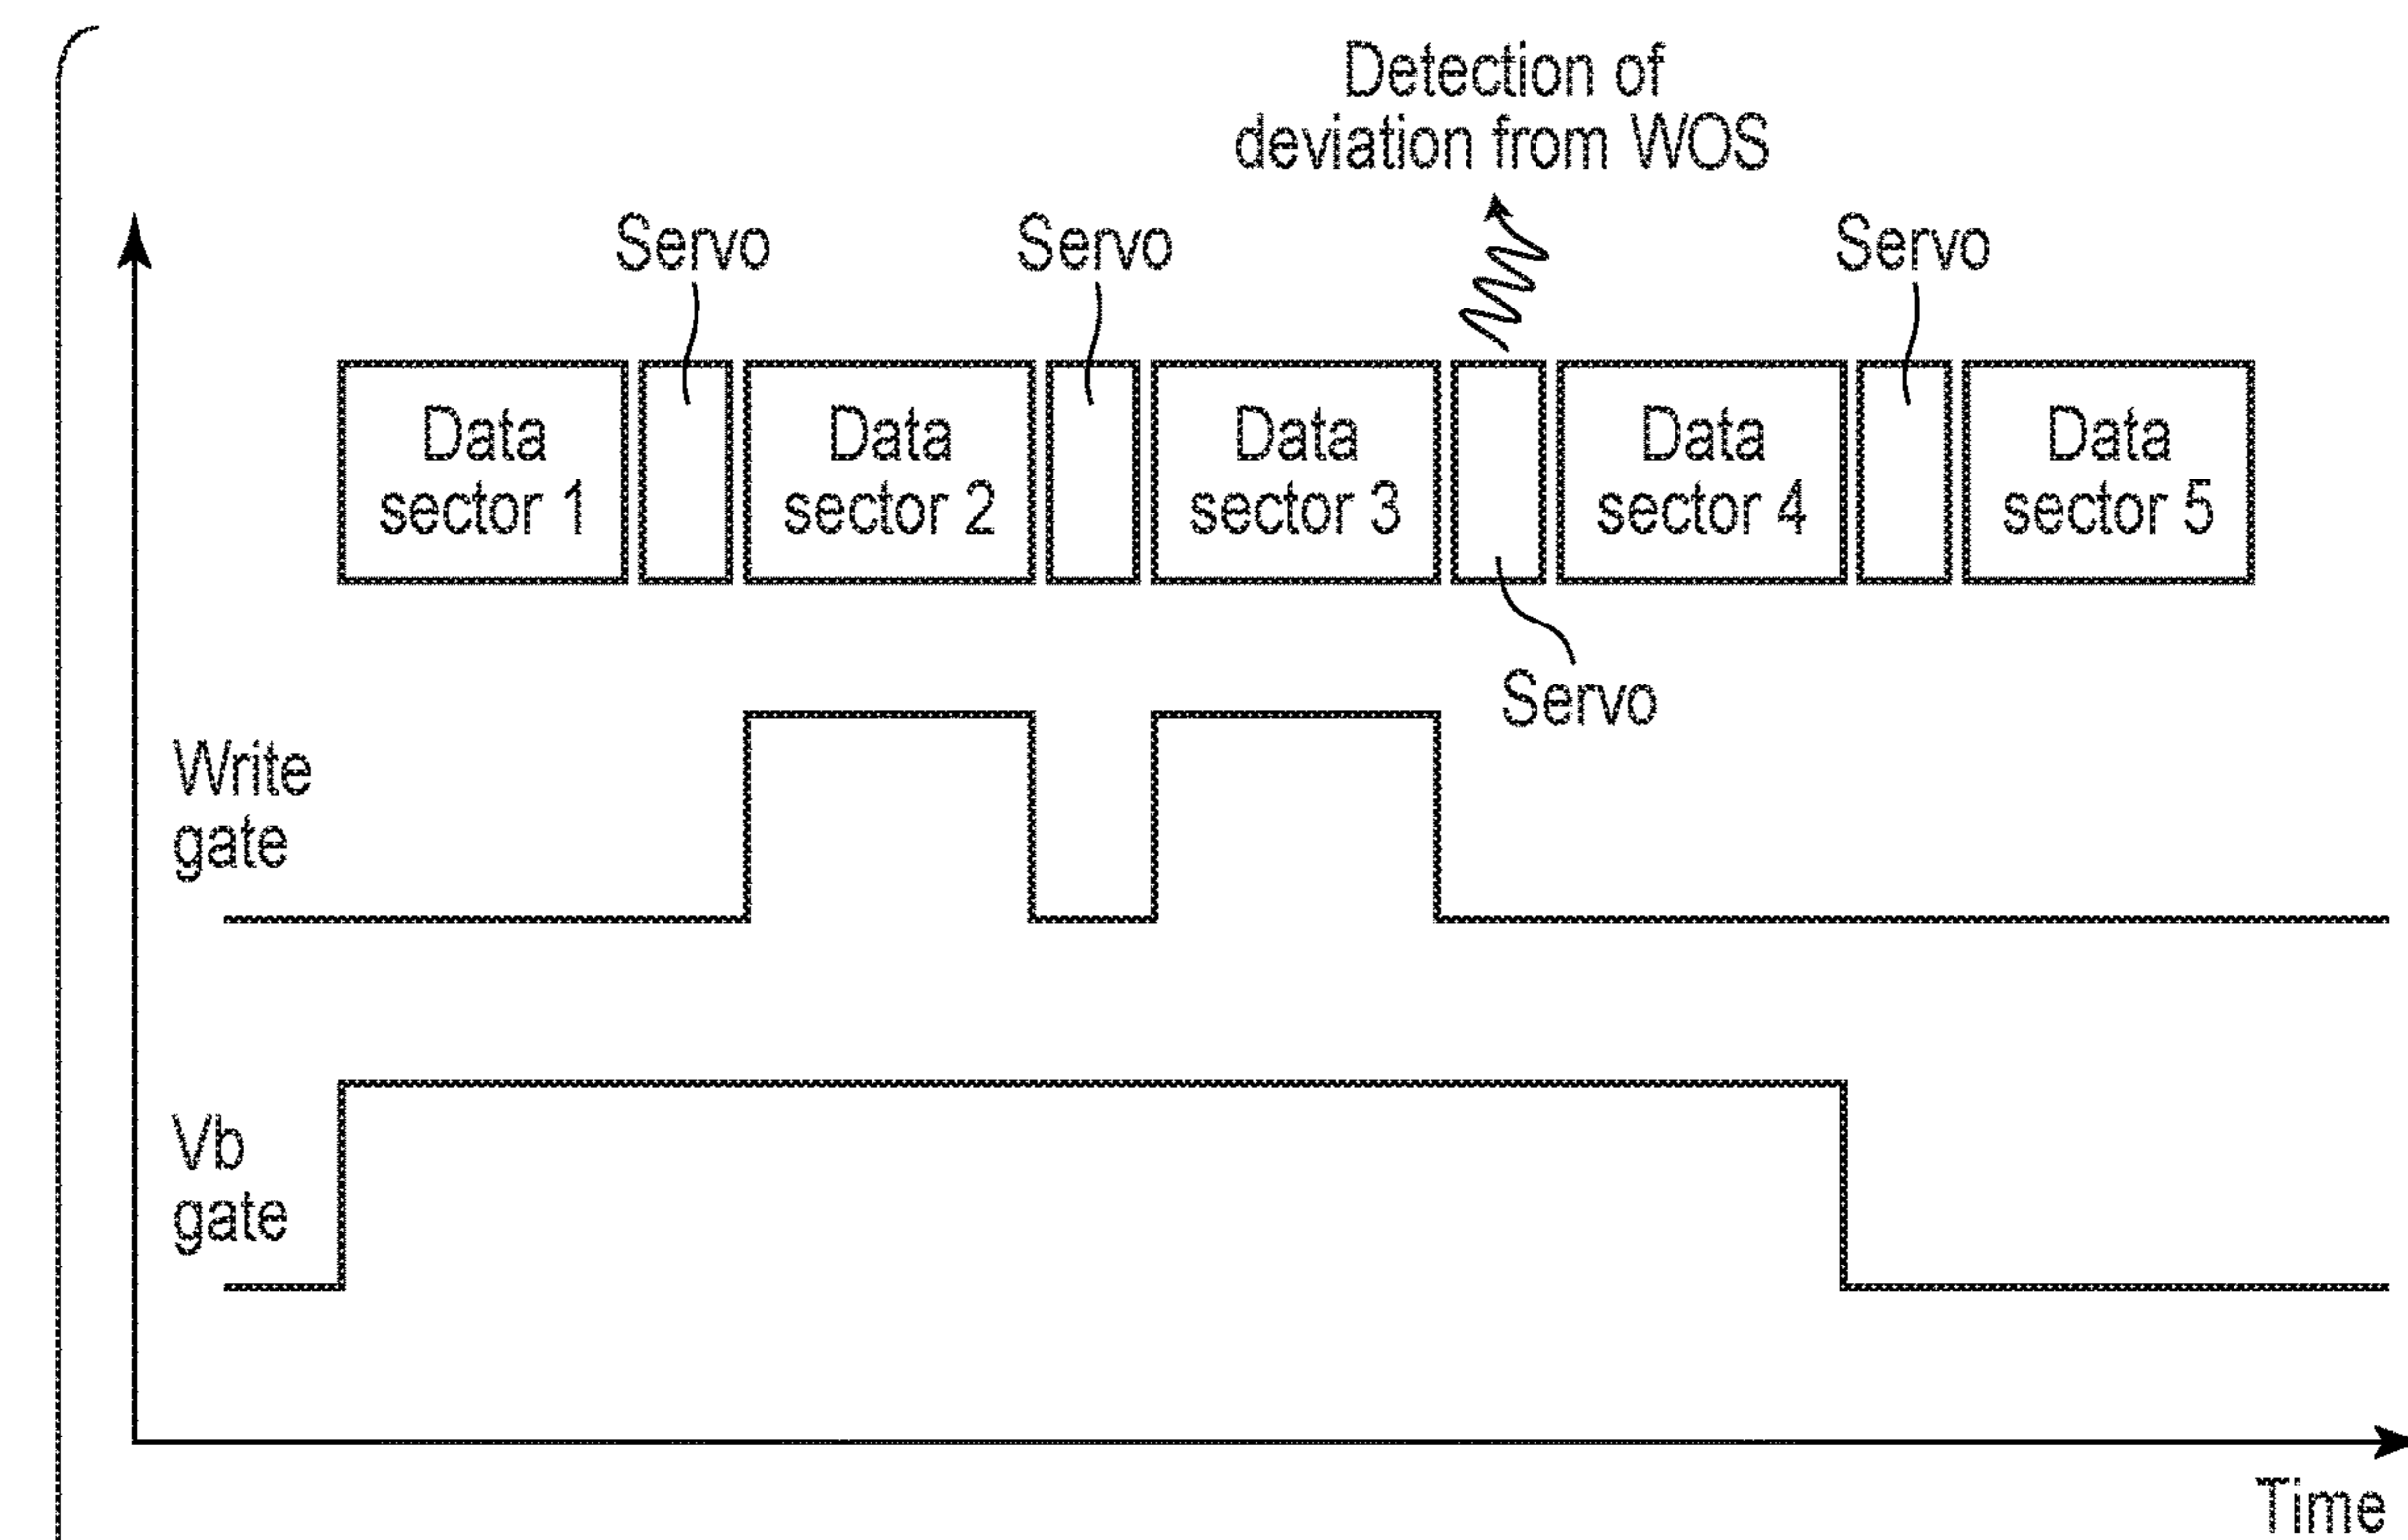 Detection of
deviation from WOS
Servo
Servo
Servo
Data
sector 1
Data
sector 2
Data
sector 3
Data
sector 4
Data
sector 5
Servo
Write
gate
Vb
gate
Time